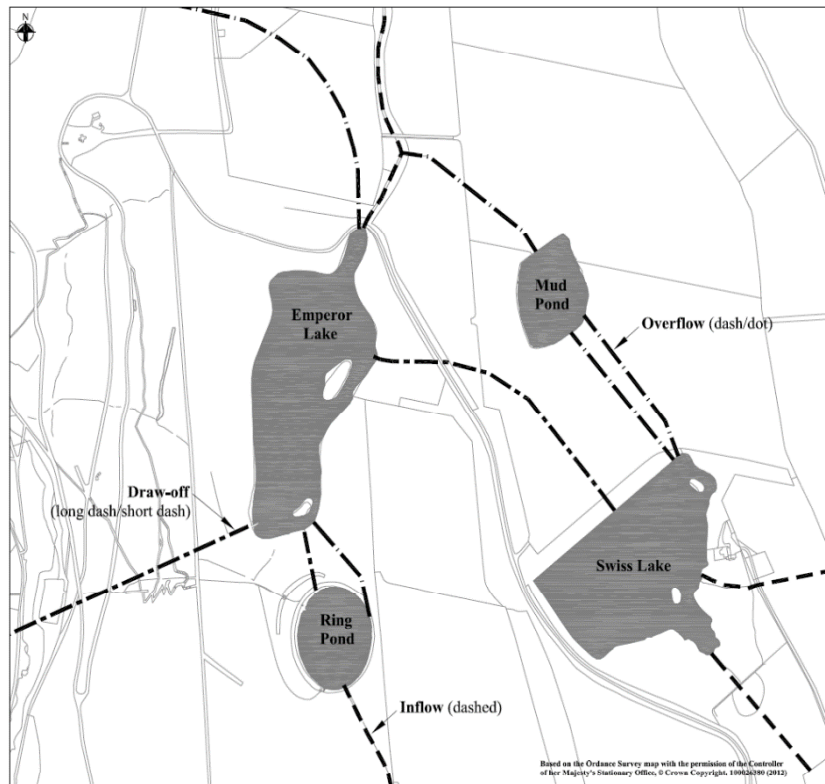 N
Mud
Pond
Emperor
Lake
Overflow (dash/dot)
Draw-off
(long dash/short dash)
Swiss Lake
Ring
Pond
Inflow (dashed)
Based on the Ordance Survey map with the permission of the Controller
of her Majesty's Stationary Office, © Crown Copyright. 100026380 (2012)